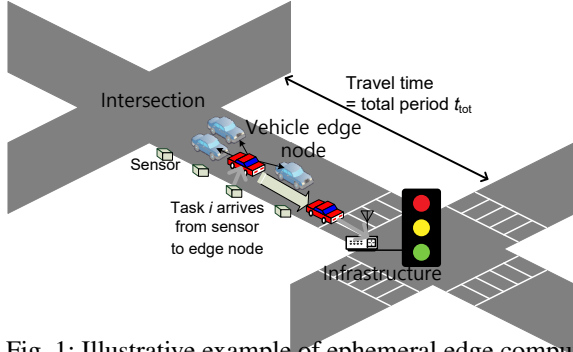 Travel time
= total period t_tot
Intersection
Vehicle edge
node
Sensor
Task i arrives
from sensor
to edge node
Infrastructure
Fig. 1: Illustrative example of ephemeral edge compu